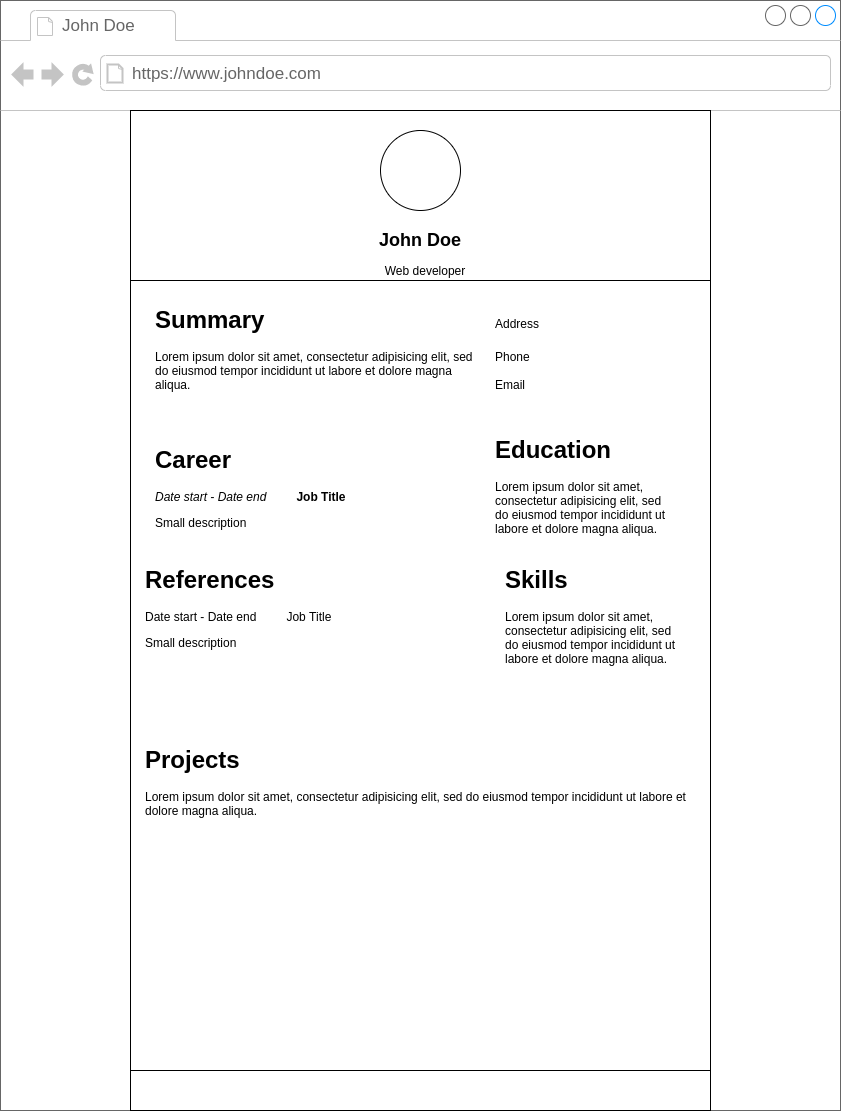 John Doe
https://www.johndoe.com
John Doe
Web developer
Summary
Lorem ipsum dolor sit amet, consectetur adipisicing elit, sed
do eiusmod tempor incididunt ut labore et dolore magna
aliqua.
Address
Phone
Email
Career
Date start - Date end Job Title
Small description
Education
Lorem ipsum dolor sit amet,
consectetur adipisicing elit, sed
do eiusmod tempor incididunt ut
labore et dolore magna aliqua.
References
Date start - Date end Job Title
Small description
Skills
Lorem ipsum dolor sit amet,
consectetur adipisicing elit, sed
do eiusmod tempor incididunt ut
labore et dolore magna aliqua.
Projects
Lorem ipsum dolor sit amet, consectetur adipisicing elit, sed do eiusmod tempor incididunt ut labore et
dolore magna aliqua.